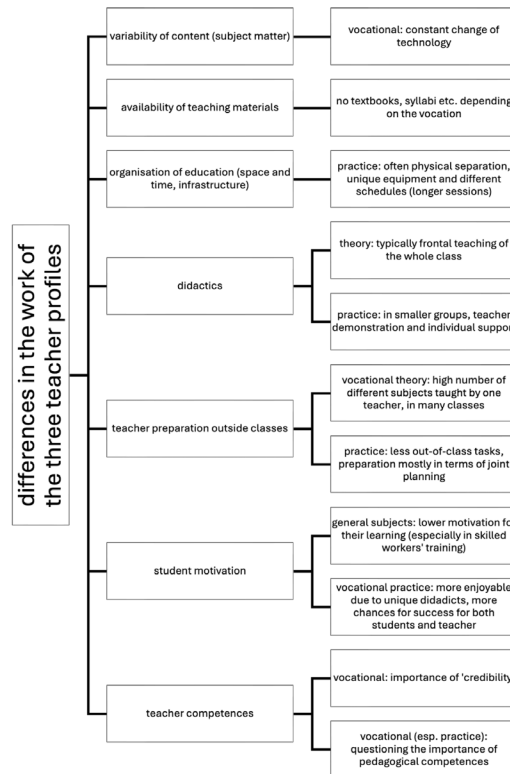 differences in the work of
the three teacher profiles
variability of content (subject matter)
vocational: constant change of
technology
availability of teaching materials
no textbooks, syllabi etc. depending
on the vocation
organisation of education (space and
time, infrastructure)
practice: often physical separation,
unique equipment and different
schedules (longer sessions)
didactics
theory: typically frontal teaching of
the whole class
practice: in smaller groups, teacher
demonstration and individual support
teacher preparation outside classes
vocational theory: high number of
different subjects taught by one
teacher, in many classes
practice: less out-of-class tasks,
preparation mostly in terms of joint
planning
student motivation
general subjects: lower motivation fo
their learning (especially in skilled
workers' training)
vocational practice: more enjoyable
due to unique didadicts, more
chances for success for both
students and teacher
teacher competences
vocational: importance of 'credibility
vocational (esp. practice):
questioning the importance of
pedagogical competences